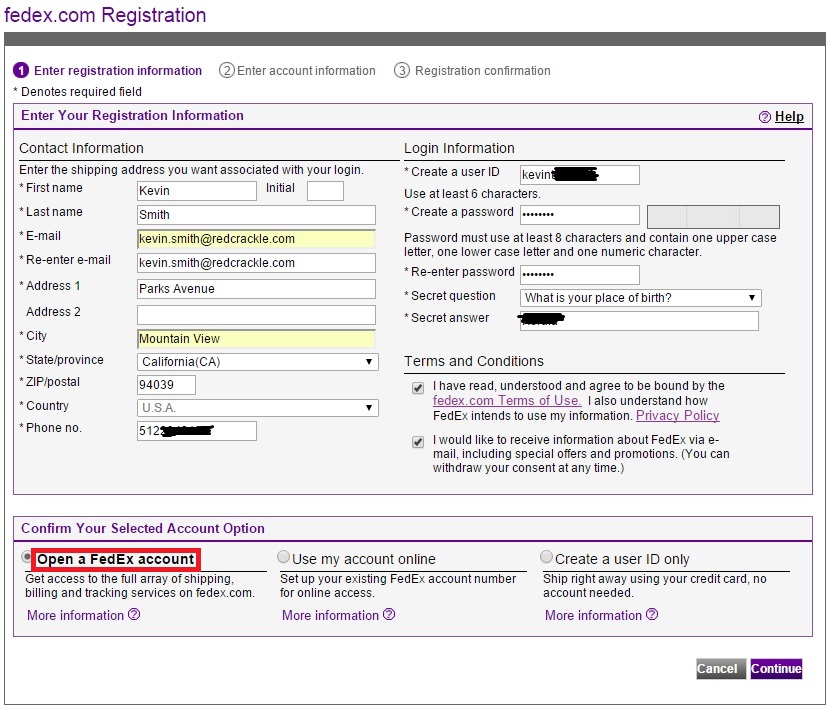 fedex.com Registration
1 Enter registration information 2 Enter account information 3 Registration confirmation
* Denotes required field
Enter Your Registration Information
? Help
Contact Information
Enter the shipping address you want associated with your login.
* First name Kevin Initial
* Last name Smith
* E-mail kevin.smith@redcrackle.com
* Re-enter e-mail kevin.smith@redcrackle.com
* Address 1 Parks Avenue
Address 2
* City Mountain View
* State/province California(CA)
* ZIP/postal 94039
* Country U.S.A.
* Phone no. 512
Login Information
* Create a user ID kevin
Use at least 6 characters.
* Create a password ••••••••
Password must use at least 8 characters and contain one upper case
letter, one lower case letter and one numeric character.
* Re-enter password ••••••••
* Secret question What is your place of birth?
* Secret answer
Terms and Conditions
I have read, understood and agree to be bound by the
fedex.com Terms of Use. I also understand how
FedEx intends to use my information. Privacy Policy
I would like to receive information about FedEx via e-
mail, including special offers and promotions. (You can
withdraw your consent at any time.)
Confirm Your Selected Account Option
Open a FedEx account
Get access to the full array of shipping,
billing and tracking services on fedex.com.
More information ?
Use my account online
Set up your existing FedEx account number
for online access.
More information ?
Create a user ID only
Ship right away using your credit card, no
account needed.
More information ?
Cancel Continue